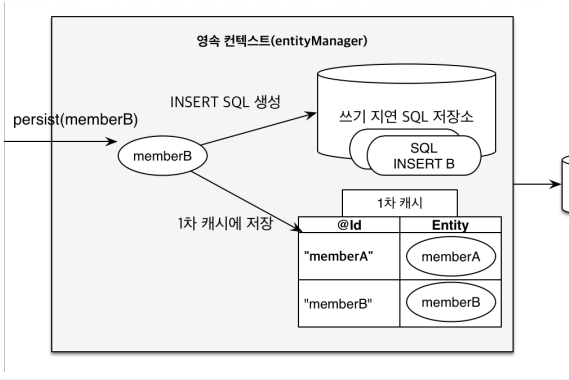 영속 컨텍스트(entityManager)
INSERT SQL 생성
persist(memberB)
쓰기 지연 SQL 저장소
memberB
SQL
INSERT B
1차 캐시에 저장
1차 캐시
@Id Entity
"memberA" memberA
"memberB" memberB